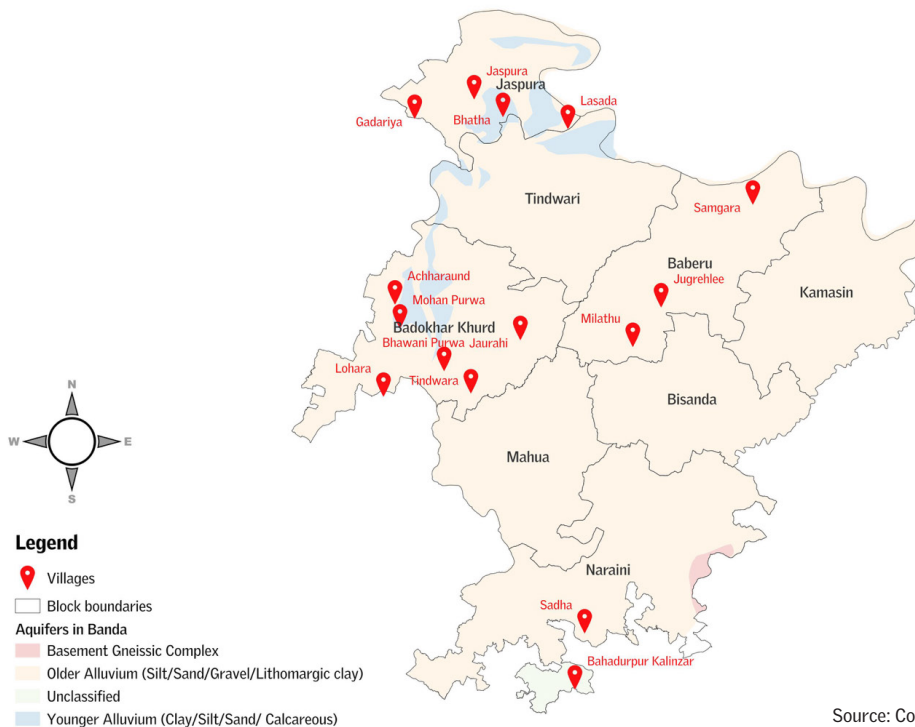 Jaspura
Jaspura
Gadariya
Bhatha
Lasada
Tindwari
Samgara
Baberu
Jugrehlee
Kamasin
Achharaund
Mohan Purwa
Badokhar Khurd
Bhawani Purwa
Jaurahi
Milathu
Lohara
Tindwara
Bisanda
Mahua
N
W
E
S
Naraini
Sadha
Bahadurpur Kalinzar
Legend
Villages
Block boundaries
Aquifers in Banda
Basement Gneissic Complex
Older Alluvium (Silt/Sand/Gravel/Lithomargic clay)
Unclassified
Younger Alluvium (Clay/Silt/Sand/ Calcareous)
Source: Co